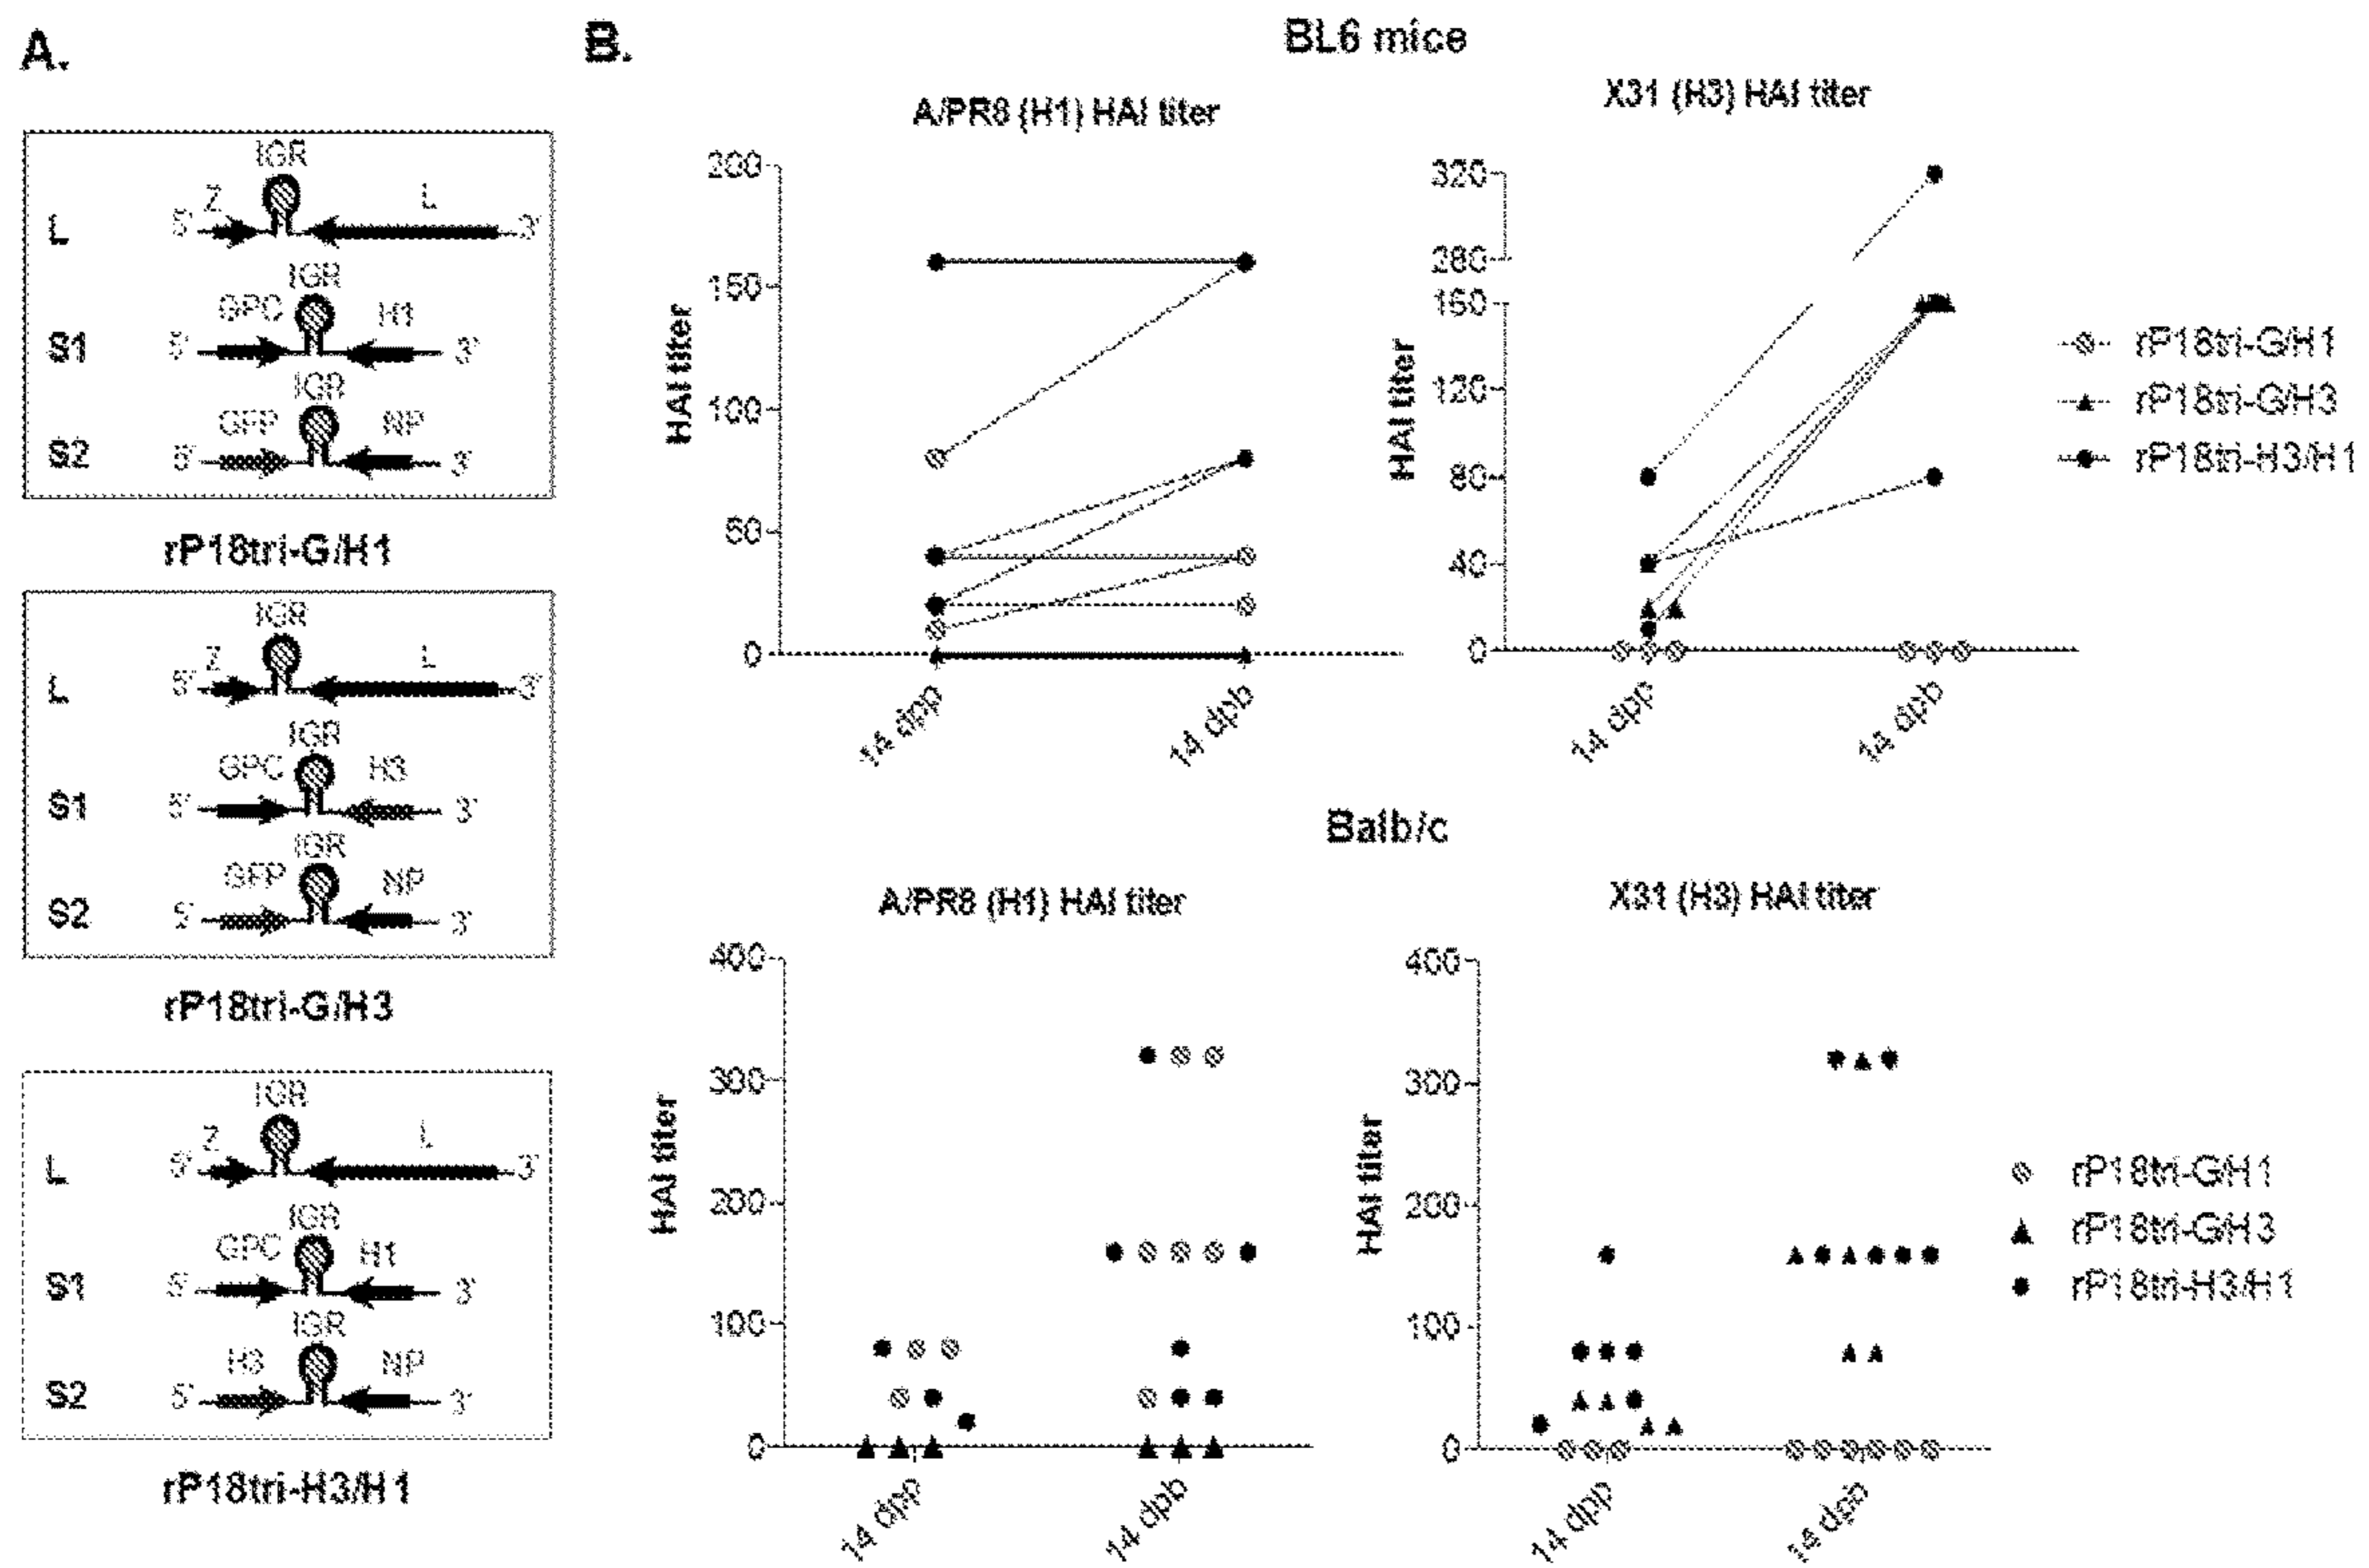 A.
IGR
Z L
L 5' 3'
IGR
GPC H1
S1 5' 3'
IGR
GFP NP
S2 5' 3'
rP18tri-G/H1
IGR
Z L
L 5' 3'
IGR
GPC H3
S1 5' 3'
IGR
GFP NP
S2 5' 3'
rP18tri-G/H3
IGR
Z L
L 5' 3'
IGR
GPC H1
S1 5' 3'
IGR
H3 NP
S2 5' 3'
rP18tri-H3/H1
B.
BL6 mice
A/PR8 (H1) HAI titer
HAI titer
200
150
100
50
0
14 dpp
14 dpb
X31 (H3) HAI titer
HAI titer
320
280
160
120
80
40
0
14 dpp
14 dpb
rP18tri-G/H1
rP18tri-G/H3
rP18tri-H3/H1
Balb/c
A/PR8 (H1) HAI titer
HAI titer
400
300
200
100
0
14 dpp
14 dpb
X31 (H3) HAI titer
HAI titer
400
300
200
100
0
14 dpp
14 dpb
rP18tri-G/H1
rP18tri-G/H3
rP18tri-H3/H1